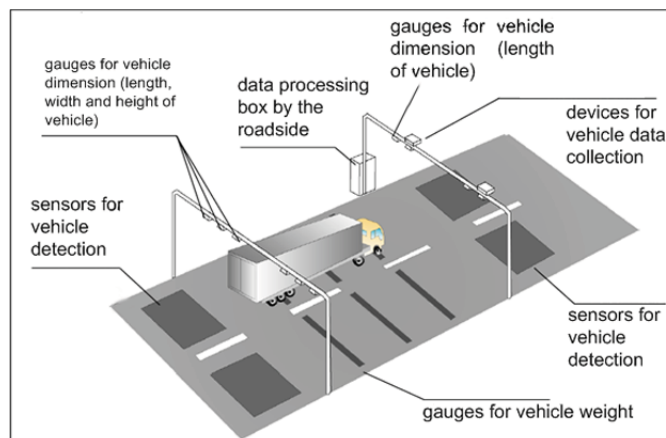 gauges for vehicle
dimension (length,
width and height of
vehicle)
data processing
box by the
roadside
gauges for vehicle
dimension (length
of vehicle)
devices for
vehicle data
collection
sensors for
vehicle
detection
sensors for
vehicle
detection
gauges for vehicle weight